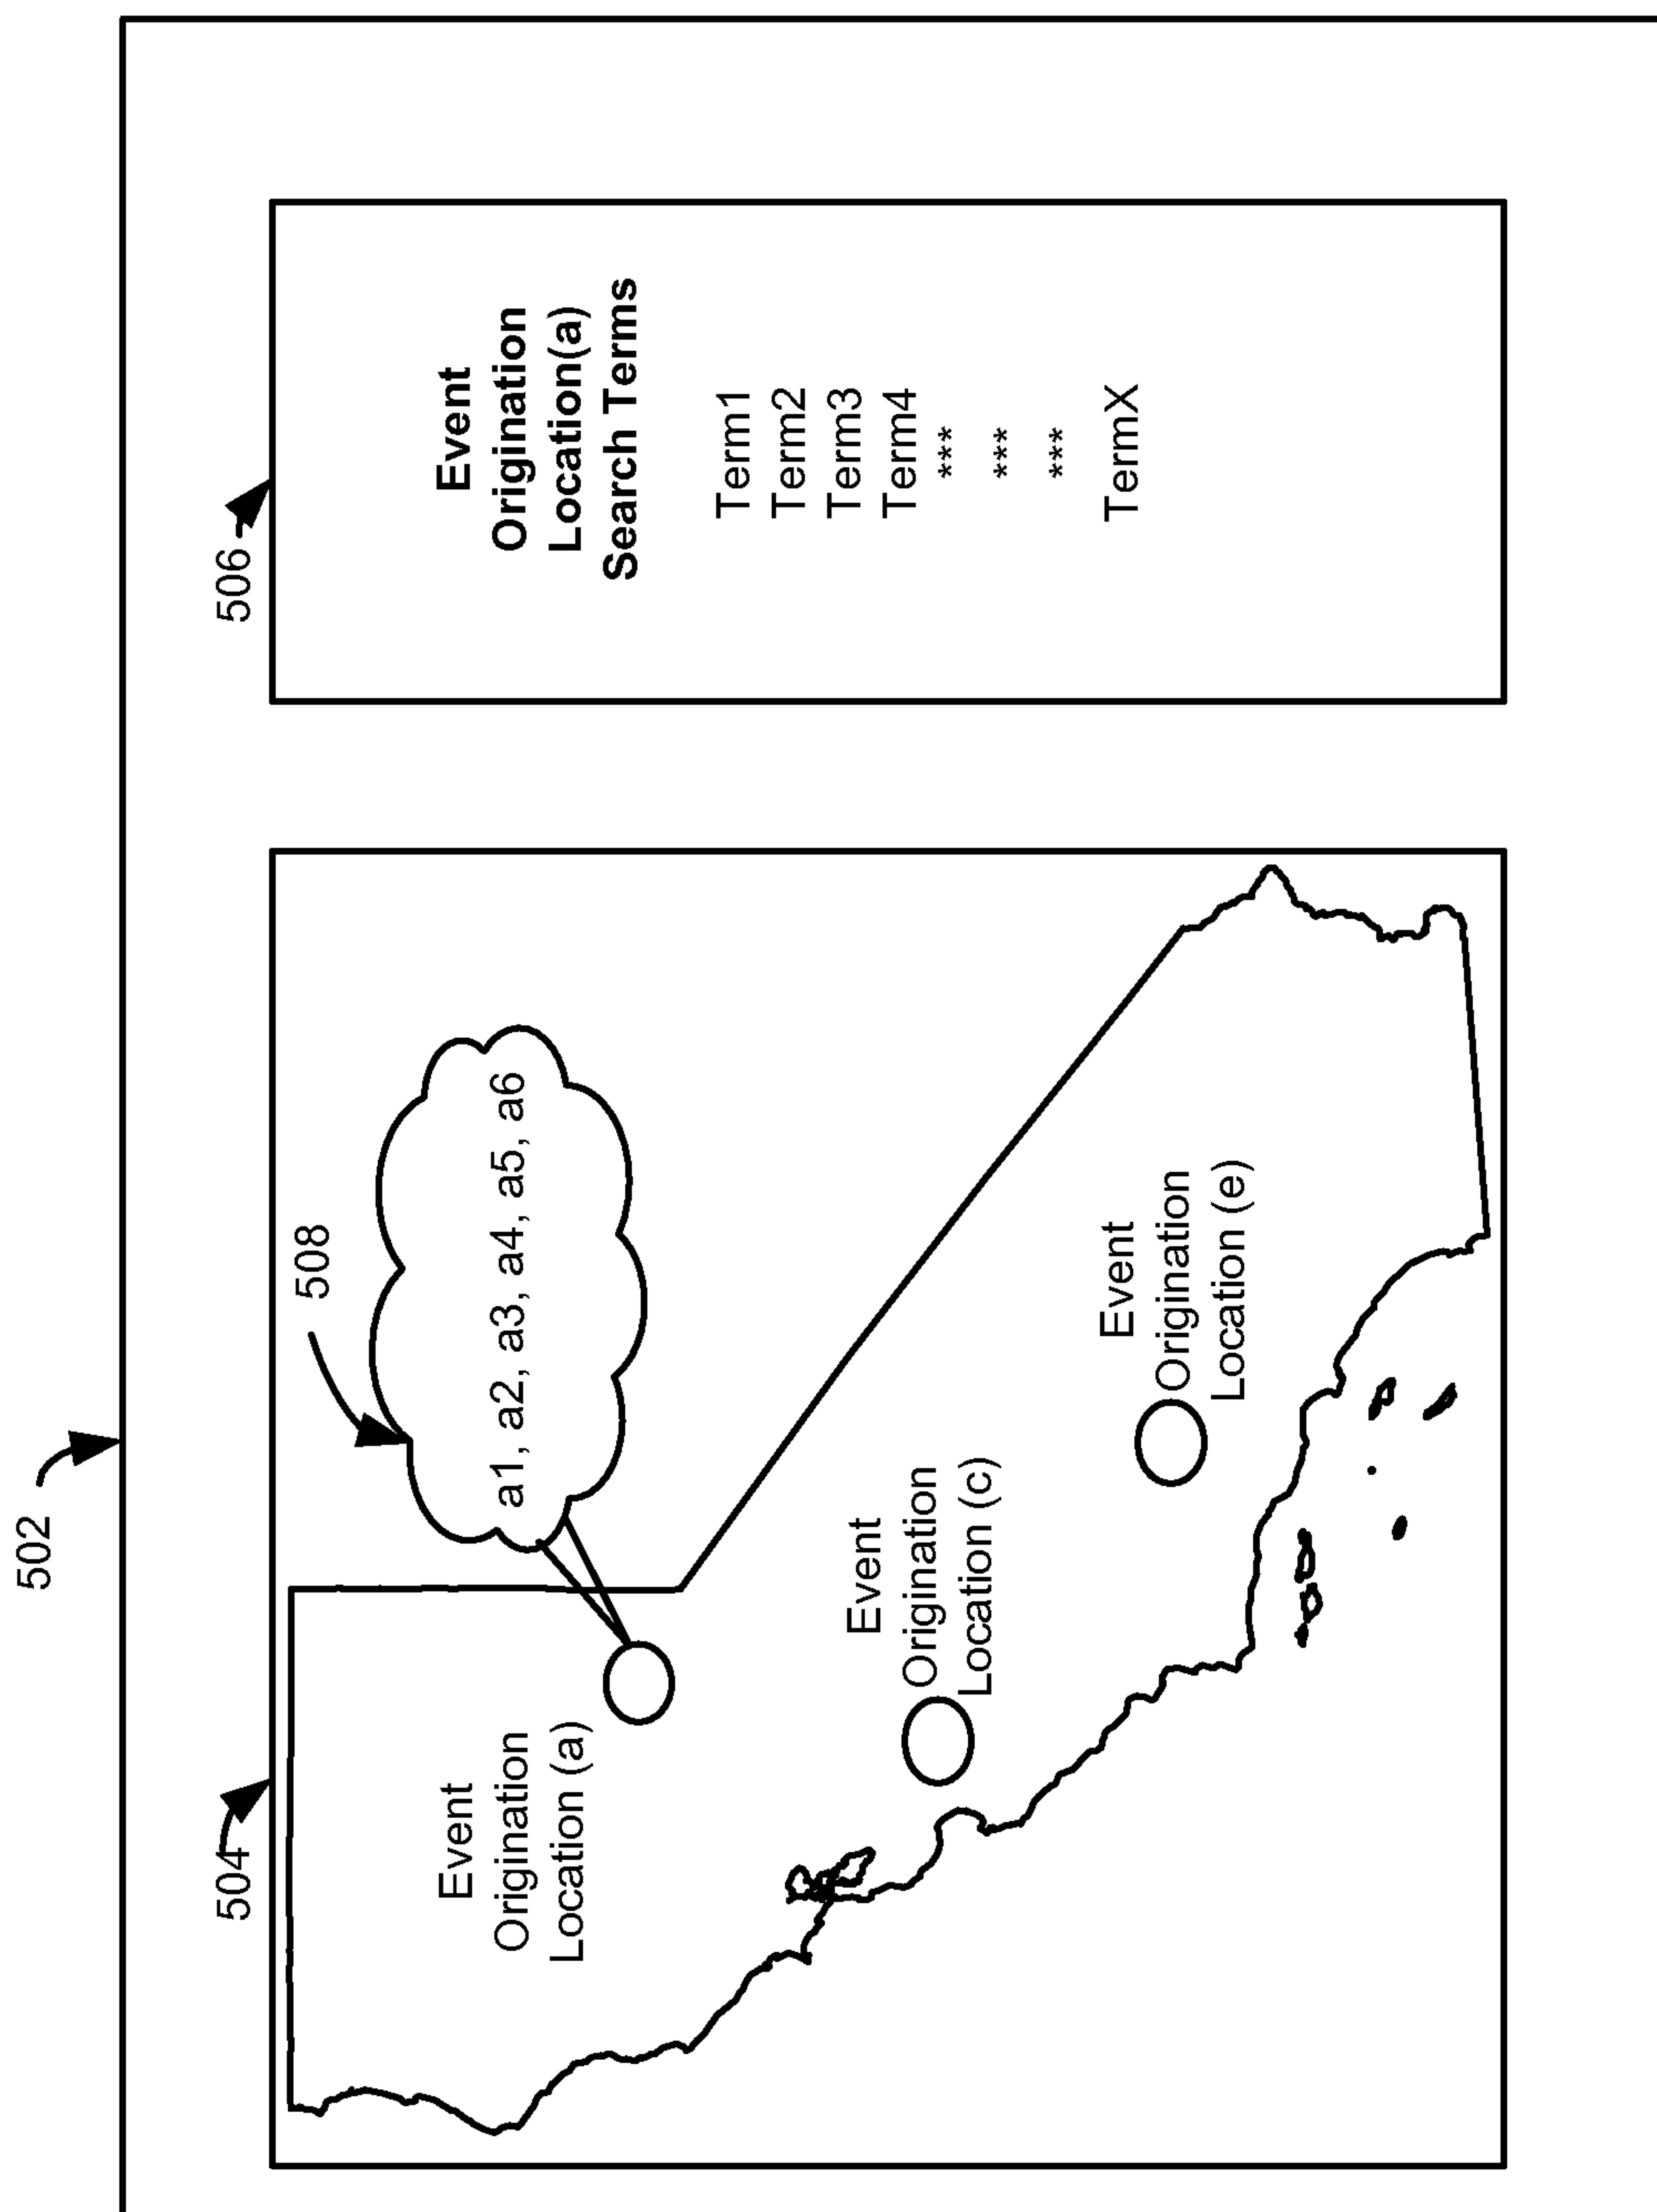 502
504
506
508
Event
Origination
Location (a)
a1, a2, a3, a4, a5, a6
Event
Origination
Location (c)
Event
Origination
Location (e)
Event
Origination
Location(a)
Search Terms
Term1
Term2
Term3
Term4
***
***
***
TermX